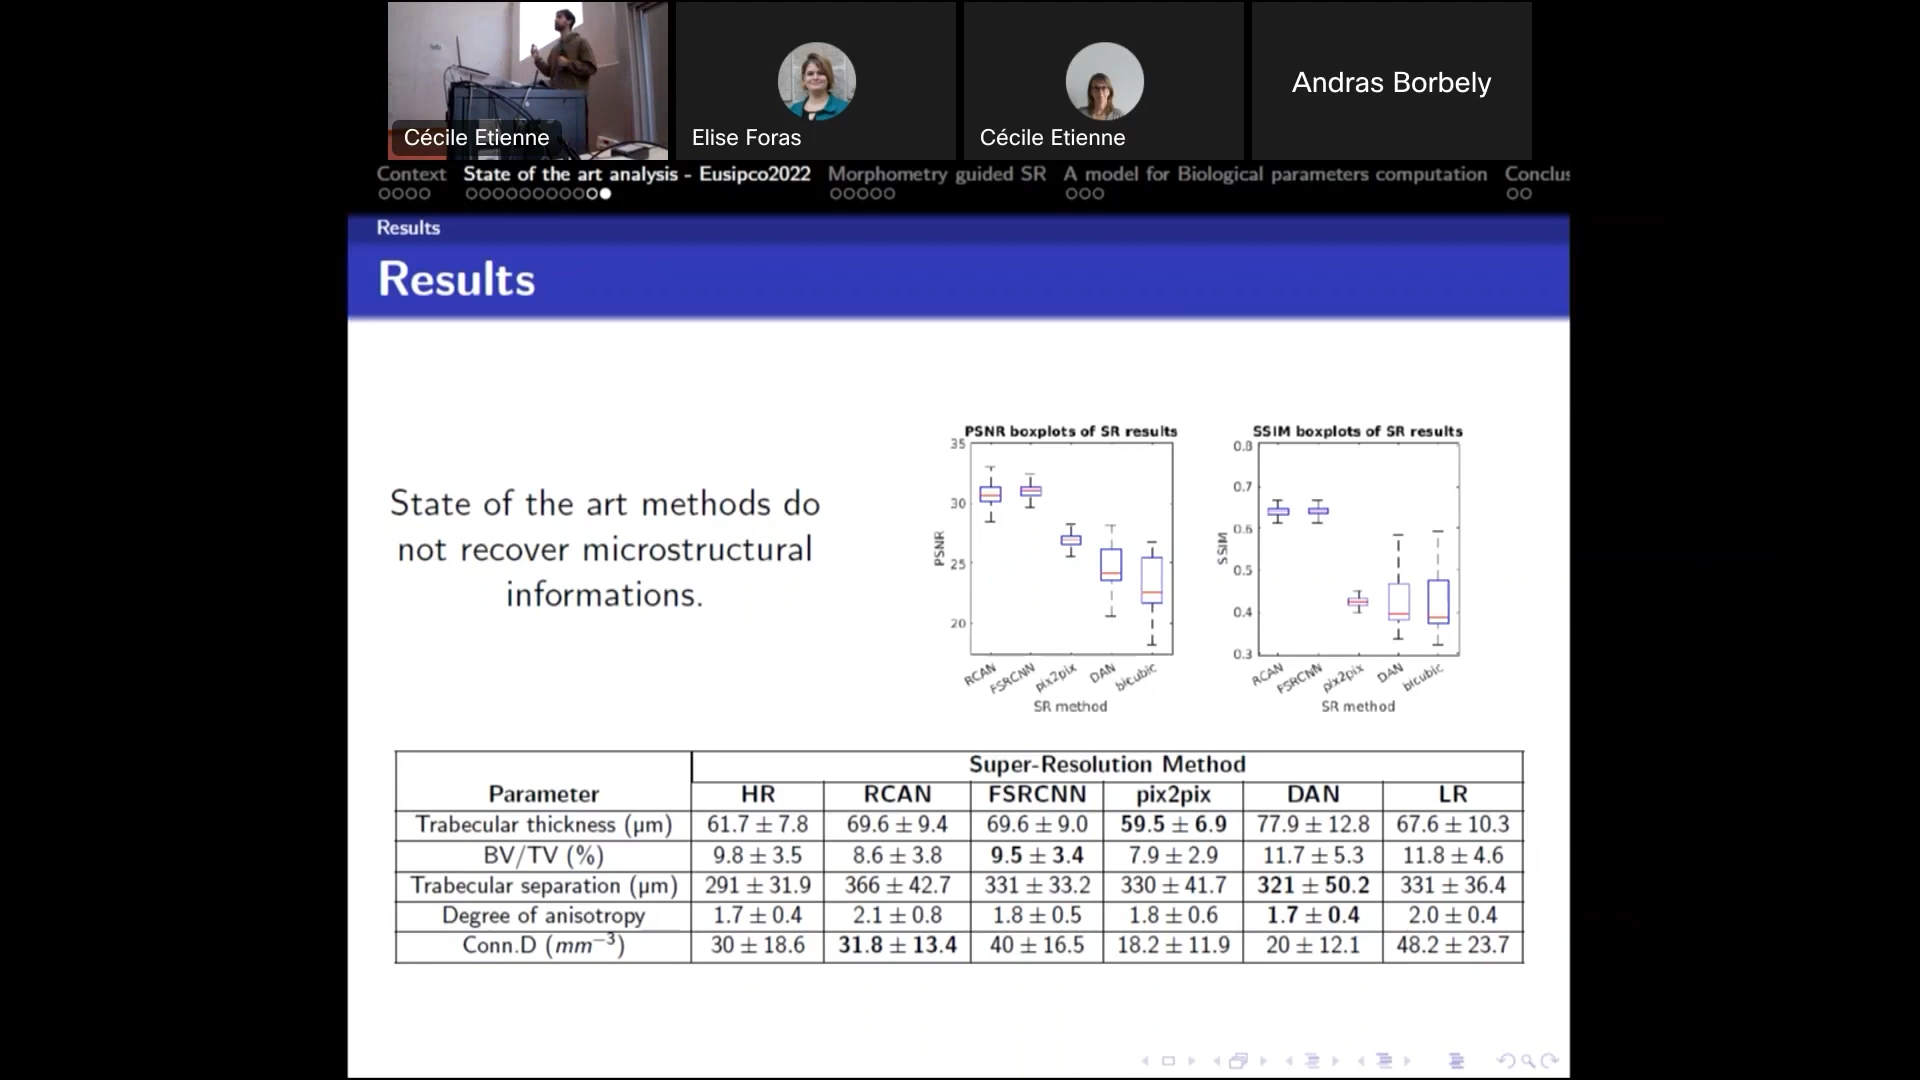 Cécile Etienne
Elise Foras
Cécile Etienne
Andras Borbely
Context State of the art analysis - Eusipco2022 Morphometry guided SR A model for Biological parameters computation Conclus
Results
Results
State of the art methods do
not recover microstructural
informations.
PSNR boxplots of SR results
35
30
25
20
PSNR
RCAN FSRCNN pix2pix DAN bicubic
SR method
SSIM boxplots of SR results
0.8
0.7
0.6
0.5
0.4
0.3
SSIM
RCAN FSRCNN pix2pix DAN bicubic
SR method
Super-Resolution Method
Parameter HR RCAN FSRCNN pix2pix DAN LR
Trabecular thickness (µm) 61.7 ± 7.8 69.6 ± 9.4 69.6 ± 9.0 59.5 ± 6.9 77.9 ± 12.8 67.6 ± 10.3
BV/TV (%) 9.8 ± 3.5 8.6 ± 3.8 9.5 ± 3.4 7.9 ± 2.9 11.7 ± 5.3 11.8 ± 4.6
Trabecular separation (µm) 291 ± 31.9 366 ± 42.7 331 ± 33.2 330 ± 41.7 321 ± 50.2 331 ± 36.4
Degree of anisotropy 1.7 ± 0.4 2.1 ± 0.8 1.8 ± 0.5 1.8 ± 0.6 1.7 ± 0.4 2.0 ± 0.4
Conn.D (mm⁻³) 30 ± 18.6 31.8 ± 13.4 40 ± 16.5 18.2 ± 11.9 20 ± 12.1 48.2 ± 23.7